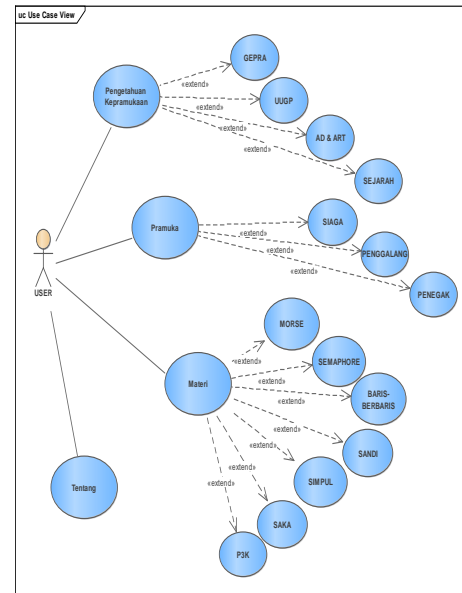 uc Use Case View
GEPRA
«extend»
Pengetahuan
Kepramukaan
UUGP
«extend»
AD & ART
«extend»
«extend»
SEJARAH
SIAGA
Pramuka
«extend»
PENGGALANG
«extend»
PENEGAK
USER
MORSE
SEMAPHORE
«extend»
«extend»
Materi
BARIS-
BERBARIS
«extend»
«extend»
SANDI
«extend»
SIMPUL
«extend»
«extend»
Tentang
SAKA
P3K